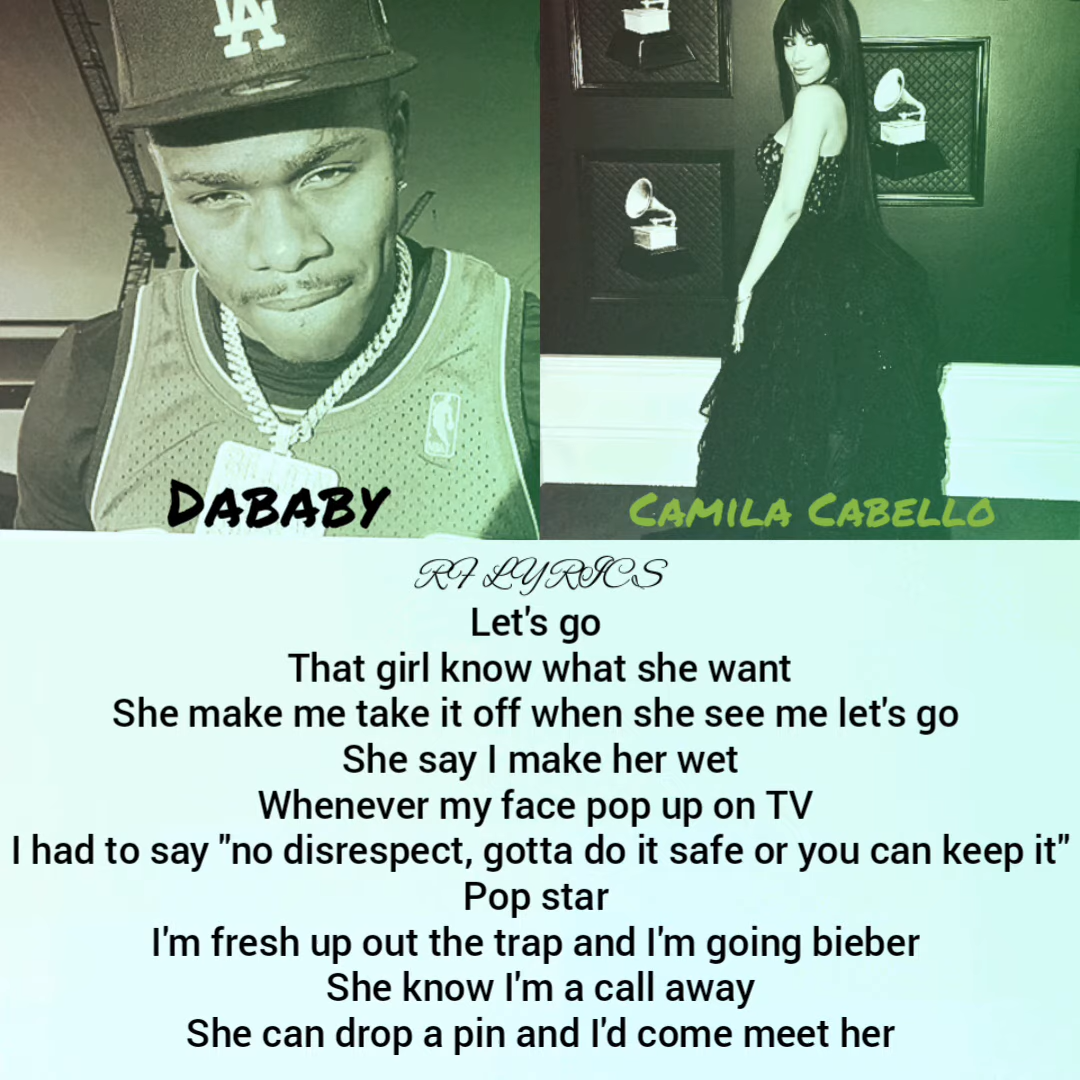 LA
DABABY
CAMILA CABELLO
RF LYRICS
Let's go
That girl know what she want
She make me take it off when she see me let's go
She say I make her wet
Whenever my face pop up on TV
I had to say "no disrespect, gotta do it safe or you can keep it"
Pop star
I'm fresh up out the trap and I'm going bieber
She know I'm a call away
She can drop a pin and I'd come meet her